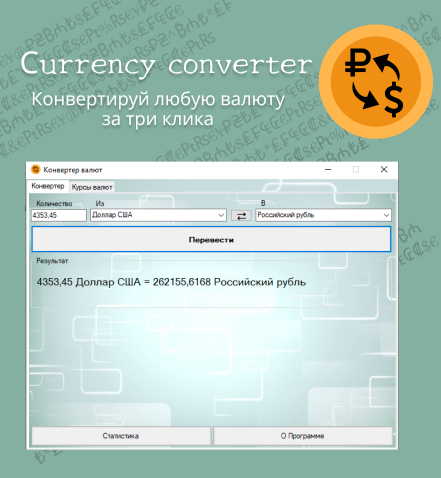 Currency converter
Конвертируй любую валюту
за три клика
₽
$
Конвертер валют
Конвертер Курсы валют
Количество Из В
4353,45 Доллар США Российский рубль
Перевести
Результат
4353,45 Доллар США = 262155,6168 Российский рубль
Статистика О Программе